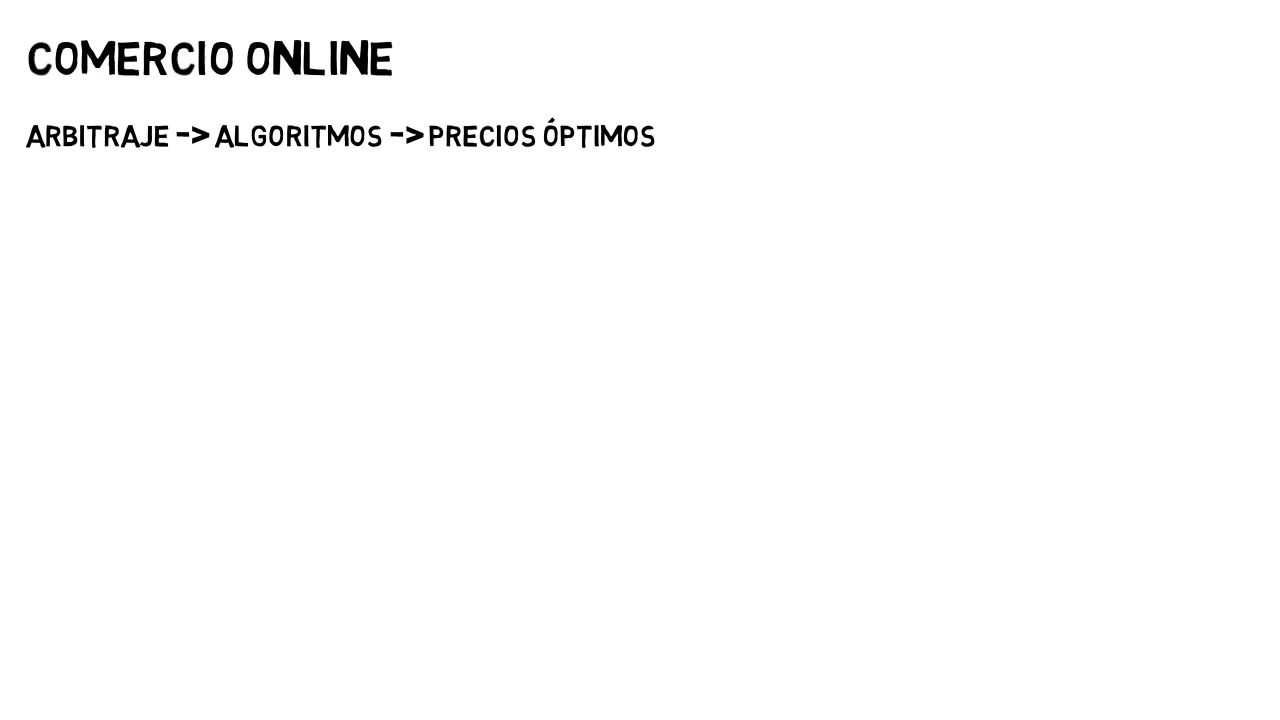 COMERCIO ONLINE
ARBITRAJE -> ALGORITMOS -> PRECIOS ÓPTIMOS